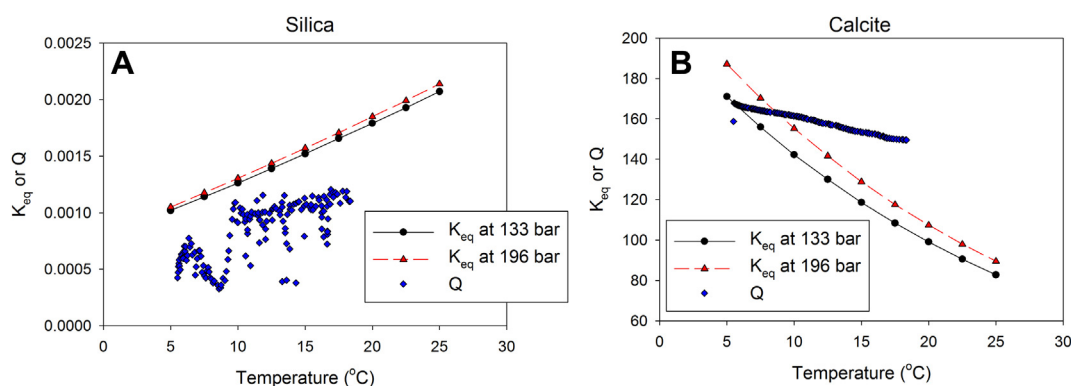 Silica
A
0.0025
0.0020
0.0015
0.0010
0.0005
0.0000
Keq or Q
0 5 10 15 20 25 30
Temperature (oC)
Keq at 133 bar
Keq at 196 bar
Q
Calcite
B
200
180
160
140
120
100
80
60
Keq or Q
0 5 10 15 20 25 30
Temperature (oC)
Keq at 133 bar
Keq at 196 bar
Q